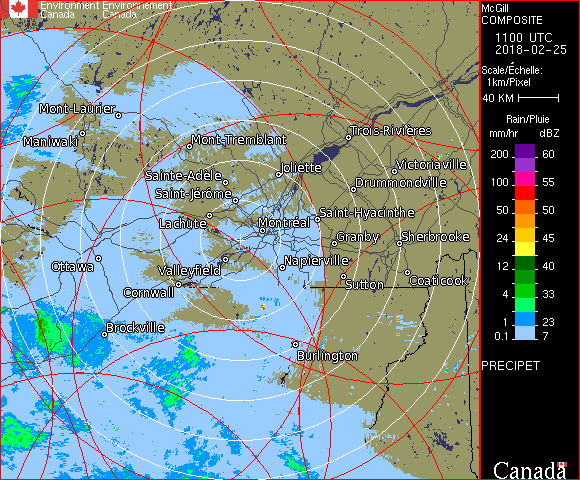 Environment Environnement
Canada Canada
McGill
COMPOSITE
1100 UTC
2018-02-25
Scale/Échelle:
1km/Pixel
40 KM
Rain/Pluie
mm/hr dBZ
200 60
100 55
50 50
24 45
12 40
4 33
1 23
0.1 7
PRECIPET
Canada
Mont-Laurier
Maniwaki
Mont-Tremblant
Trois-Rivières
Sainte-Adèle
Joliette
Victoriaville
Saint-Jérôme
Drummondville
Lachute
Montréal
Saint-Hyacinthe
Granby
Sherbrooke
Ottawa
Valleyfield
Napierville
Cornwall
Sutton
Coaticook
Brockville
Burlington